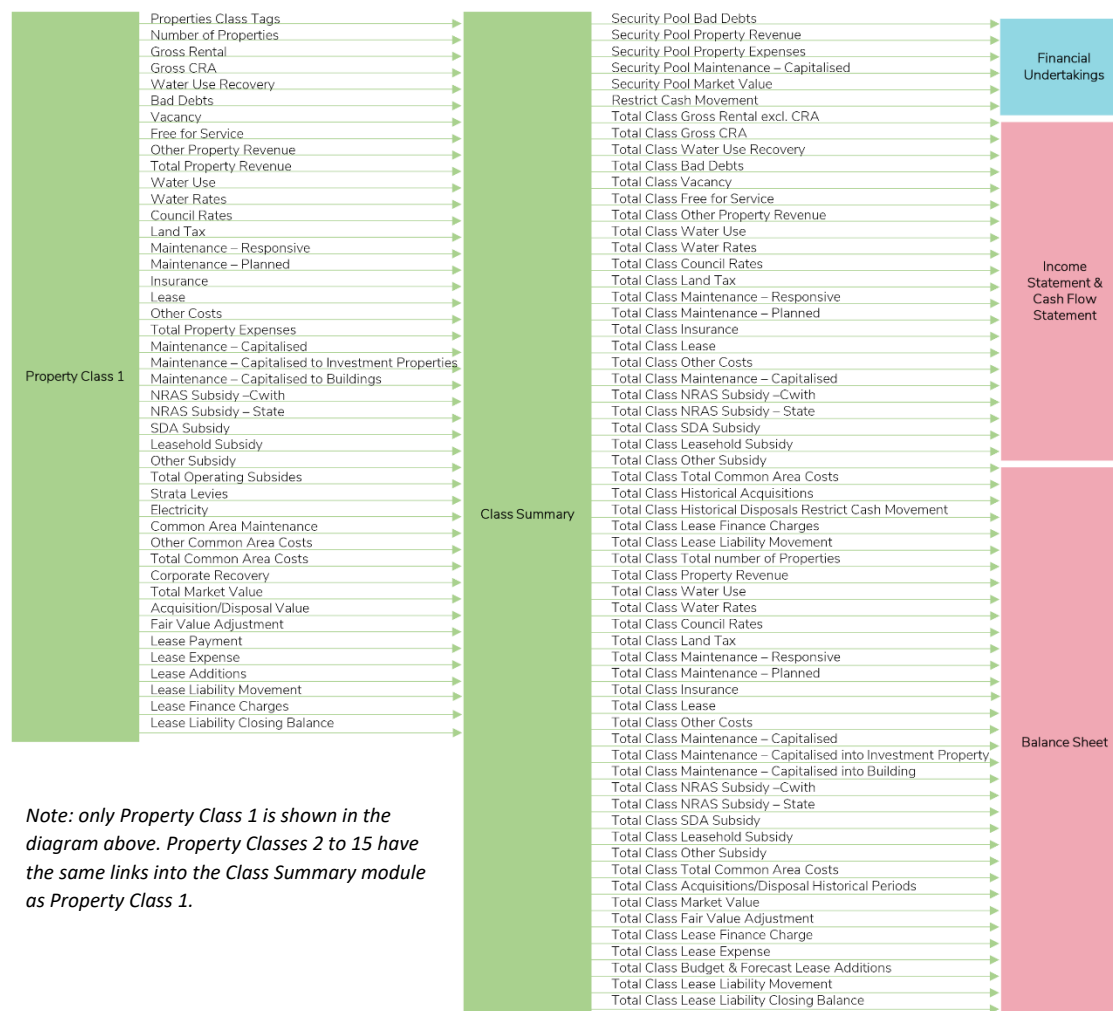 Properties Class Tags
Number of Properties
Gross Rental
Gross CRA
Water Use Recovery
Bad Debts
Vacancy
Free for Service
Other Property Revenue
Total Property Revenue
Water Use
Water Rates
Council Rates
Land Tax
Maintenance – Responsive
Maintenance – Planned
Insurance
Lease
Other Costs
Total Property Expenses
Maintenance – Capitalised
Maintenance – Capitalised to Investment Properties
Maintenance – Capitalised to Buildings
NRAS Subsidy –Cwith
NRAS Subsidy – State
SDA Subsidy
Leasehold Subsidy
Other Subsidy
Total Operating Subsides
Strata Levies
Electricity
Common Area Maintenance
Other Common Area Costs
Total Common Area Costs
Corporate Recovery
Total Market Value
Acquisition/Disposal Value
Fair Value Adjustment
Lease Payment
Lease Expense
Lease Additions
Lease Liability Movement
Lease Finance Charges
Lease Liability Closing Balance
Property Class 1
Note: only Property Class 1 is shown in the
diagram above. Property Classes 2 to 15 have
the same links into the Class Summary module
as Property Class 1.
Class Summary
Security Pool Bad Debts
Security Pool Property Revenue
Security Pool Property Expenses
Security Pool Maintenance – Capitalised
Security Pool Market Value
Restrict Cash Movement
Total Class Gross Rental excl. CRA
Total Class Gross CRA
Total Class Water Use Recovery
Total Class Bad Debts
Total Class Vacancy
Total Class Free for Service
Total Class Other Property Revenue
Total Class Water Use
Total Class Water Rates
Total Class Council Rates
Total Class Land Tax
Total Class Maintenance – Responsive
Total Class Maintenance – Planned
Total Class Insurance
Total Class Lease
Total Class Other Costs
Total Class Maintenance – Capitalised
Total Class NRAS Subsidy –Cwith
Total Class NRAS Subsidy – State
Total Class SDA Subsidy
Total Class Leasehold Subsidy
Total Class Other Subsidy
Total Class Total Common Area Costs
Total Class Historical Acquisitions
Total Class Historical Disposals Restrict Cash Movement
Total Class Lease Finance Charges
Total Class Lease Liability Movement
Total Class Total number of Properties
Total Class Property Revenue
Total Class Water Use
Total Class Water Rates
Total Class Council Rates
Total Class Land Tax
Total Class Maintenance – Responsive
Total Class Maintenance – Planned
Total Class Insurance
Total Class Lease
Total Class Other Costs
Total Class Maintenance – Capitalised
Total Class Maintenance – Capitalised into Investment Property
Total Class Maintenance – Capitalised into Building
Total Class NRAS Subsidy –Cwith
Total Class NRAS Subsidy – State
Total Class SDA Subsidy
Total Class Leasehold Subsidy
Total Class Other Subsidy
Total Class Total Common Area Costs
Total Class Acquisitions/Disposal Historical Periods
Total Class Market Value
Total Class Fair Value Adjustment
Total Class Lease Finance Charge
Total Class Lease Expense
Total Class Budget & Forecast Lease Additions
Total Class Lease Liability Movement
Total Class Lease Liability Closing Balance
Financial
Undertakings
Income
Statement &
Cash Flow
Statement
Balance Sheet